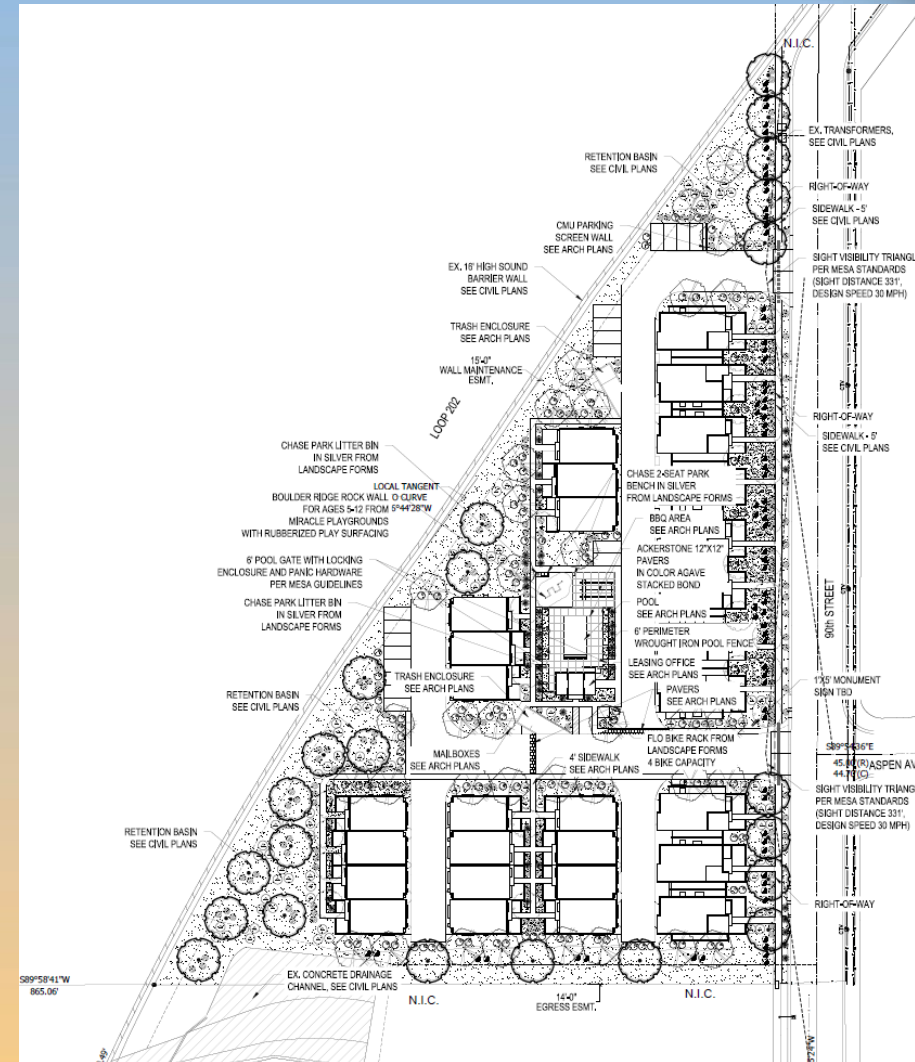 N.I.C.
EX. TRANSFORMERS,
SEE CIVIL PLANS
RETENTION BASIN
SEE CIVIL PLANS
RIGHT-OF-WAY
SIDEWALK - 5'
SEE CIVIL PLANS
CMU PARKING
SCREEN WALL
SEE ARCH PLANS
SIGHT VISIBILITY TRIANGL
PER MESA STANDARDS
(SIGHT DISTANCE 331',
DESIGN SPEED 30 MPH)
EX. 16' HIGH SOUND
BARRIER WALL
SEE CIVIL PLANS
TRASH ENCLOSURE
SEE ARCH PLANS
15'-0"
WALL MAINTENANCE
ESMT.
LOOP 202
RIGHT-OF-WAY
SIDEWALK - 5'
SEE CIVIL PLANS
CHASE PARK LITTER BIN
IN SILVER FROM
LANDSCAPE FORMS
CHASE 2-SEAT PARK
BENCH IN SILVER
FROM LANDSCAPE FORMS
LOCAL TANGENT
O CURVE
5°44'28"W
BOULDER RIDGE ROCK WALL
FOR AGES 5-12 FROM
MIRACLE PLAYGROUNDS
WITH RUBBERIZED PLAY SURFACING
BBQ AREA
SEE ARCH PLANS
ACKERSTONE 12"X12"
PAVERS
IN COLOR AGAVE
STACKED BOND
6' POOL GATE WITH LOCKING
ENCLOSURE AND PANIC HARDWARE
PER MESA GUIDELINES
POOL
SEE ARCH PLANS
CHASE PARK LITTER BIN
IN SILVER FROM
LANDSCAPE FORMS
6' PERIMETER
WROUGHT IRON POOL FENCE
90th STREET
LEASING OFFICE
SEE ARCH PLANS
TRASH ENCLOSURE
SEE ARCH PLANS
PAVERS
SEE ARCH PLANS
MONUMENT
SIGN TBD
RETENTION BASIN
SEE CIVIL PLANS
FLO BIKE RACK FROM
LANDSCAPE FORMS
4 BIKE CAPACITY
MAILBOXES
SEE ARCH PLANS
4' SIDEWALK
SEE ARCH PLANS
ASPEN AV
SIGHT VISIBILITY TRIANG
PER MESA STANDARDS
(SIGHT DISTANCE 331',
DESIGN SPEED 30 MPH)
RETENTION BASIN
SEE CIVIL PLANS
RIGHT-OF-WAY
S89°58'41"W
865.06'
EX. CONCRETE DRAINAGE
CHANNEL, SEE CIVIL PLANS
N.I.C.
14'-0"
EGRESS ESMT.
N.I.C.